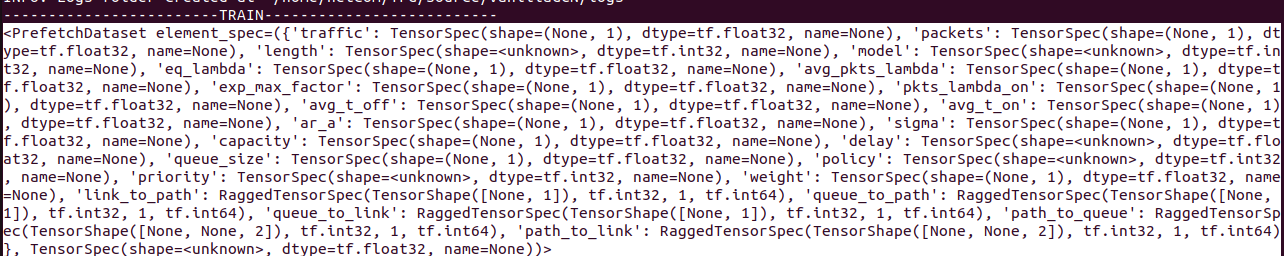 ------------------------TRAIN--------------------------
<PrefetchDataset element_spec=({'traffic': TensorSpec(shape=(None, 1), dtype=tf.float32, name=None), 'packets': TensorSpec(shape=(None, 1), dt
ype=tf.float32, name=None), 'length': TensorSpec(shape=<unknown>, dtype=tf.int32, name=None), 'model': TensorSpec(shape=<unknown>, dtype=tf.in
t32, name=None), 'eq_lambda': TensorSpec(shape=(None, 1), dtype=tf.float32, name=None), 'avg_pkts_lambda': TensorSpec(shape=(None, 1), dtype=t
f.float32, name=None), 'exp_max_factor': TensorSpec(shape=(None, 1), dtype=tf.float32, name=None), 'pkts_lambda_on': TensorSpec(shape=(None, 1
), dtype=tf.float32, name=None), 'avg_t_off': TensorSpec(shape=(None, 1), dtype=tf.float32, name=None), 'avg_t_on': TensorSpec(shape=(None, 1)
, dtype=tf.float32, name=None), 'ar_a': TensorSpec(shape=(None, 1), dtype=tf.float32, name=None), 'sigma': TensorSpec(shape=(None, 1), dtype=t
f.float32, name=None), 'capacity': TensorSpec(shape=(None, 1), dtype=tf.float32, name=None), 'delay': TensorSpec(shape=<unknown>, dtype=tf.flo
at32, name=None), 'queue_size': TensorSpec(shape=(None, 1), dtype=tf.float32, name=None), 'policy': TensorSpec(shape=<unknown>, dtype=tf.int32
, name=None), 'priority': TensorSpec(shape=<unknown>, dtype=tf.int32, name=None), 'weight': TensorSpec(shape=(None, 1), dtype=tf.float32, name
=None), 'link_to_path': RaggedTensorSpec(TensorShape([None, 1]), tf.int32, 1, tf.int64), 'queue_to_path': RaggedTensorSpec(TensorShape([None, 
1]), tf.int32, 1, tf.int64), 'queue_to_link': RaggedTensorSpec(TensorShape([None, 1]), tf.int32, 1, tf.int64), 'path_to_queue': RaggedTensorSp
ec(TensorShape([None, None, 2]), tf.int32, 1, tf.int64), 'path_to_link': RaggedTensorSpec(TensorShape([None, None, 2]), tf.int32, 1, tf.int64)
}, TensorSpec(shape=<unknown>, dtype=tf.float32, name=None))>